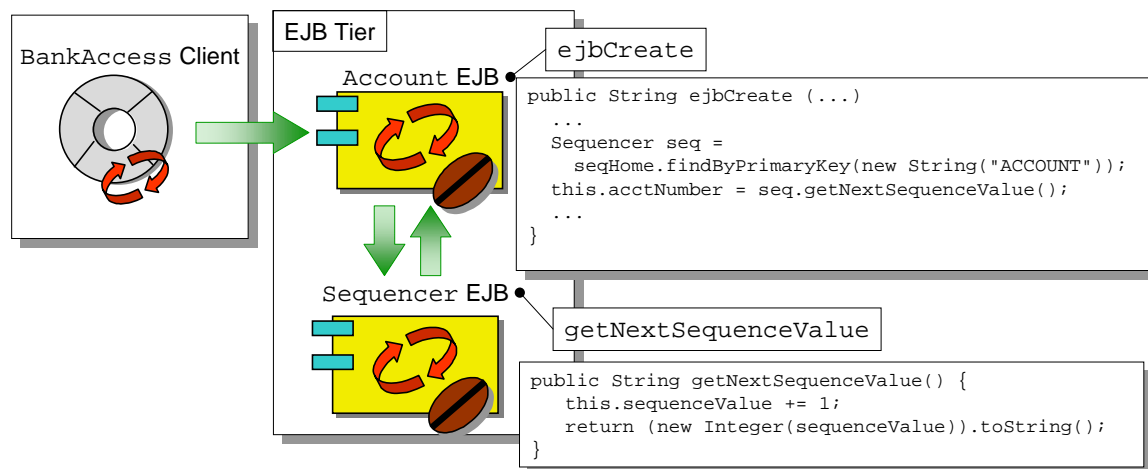 BankAccess Client
EJB Tier
ejbCreate
Account EJB
public String ejbCreate (...)
...
Sequencer seq =
seqHome.findByPrimaryKey(new String("ACCOUNT"));
this.acctNumber = seq.getNextSequenceValue();
...
}
Sequencer EJB
getNextSequenceValue
public String getNextSequenceValue() {
this.sequenceValue += 1;
return (new Integer(sequenceValue)).toString();
}